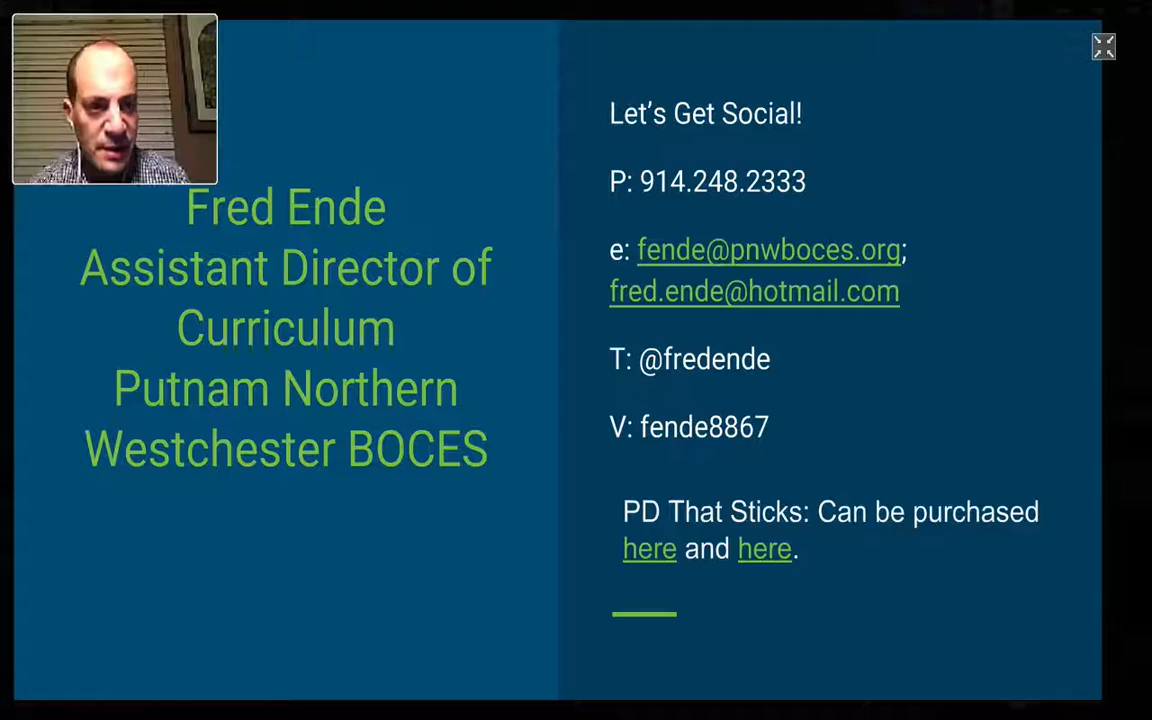 Fred Ende
Assistant Director of
Curriculum
Putnam Northern
Westchester BOCES
Let's Get Social!
P: 914.248.2333
e: fende@pnwboces.org;
fred.ende@hotmail.com
T: @fredende
V: fende8867
PD That Sticks: Can be purchased
here and here.